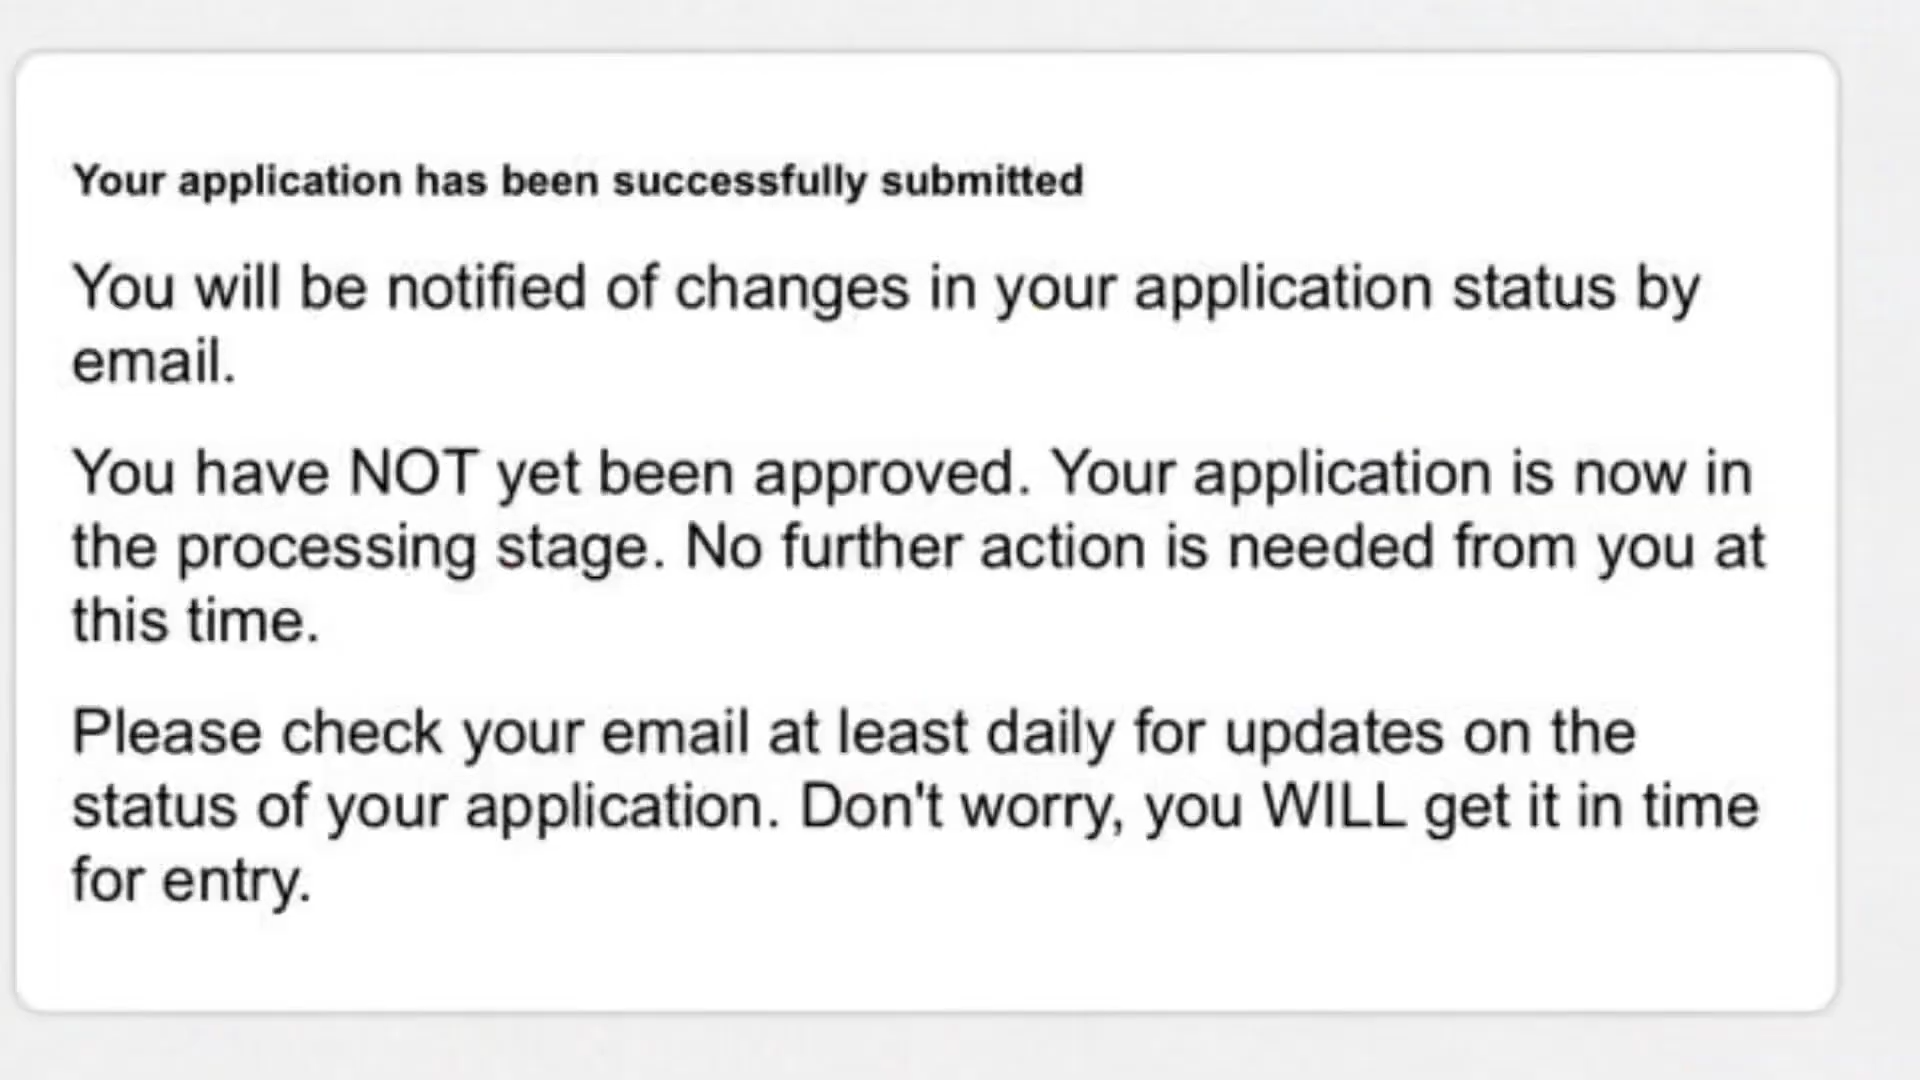 Your application has been successfully submitted
You will be notified of changes in your application status by
email.
You have NOT yet been approved. Your application is now in
the processing stage. No further action is needed from you at
this time.
Please check your email at least daily for updates on the
status of your application. Don't worry, you WILL get it in time
for entry.